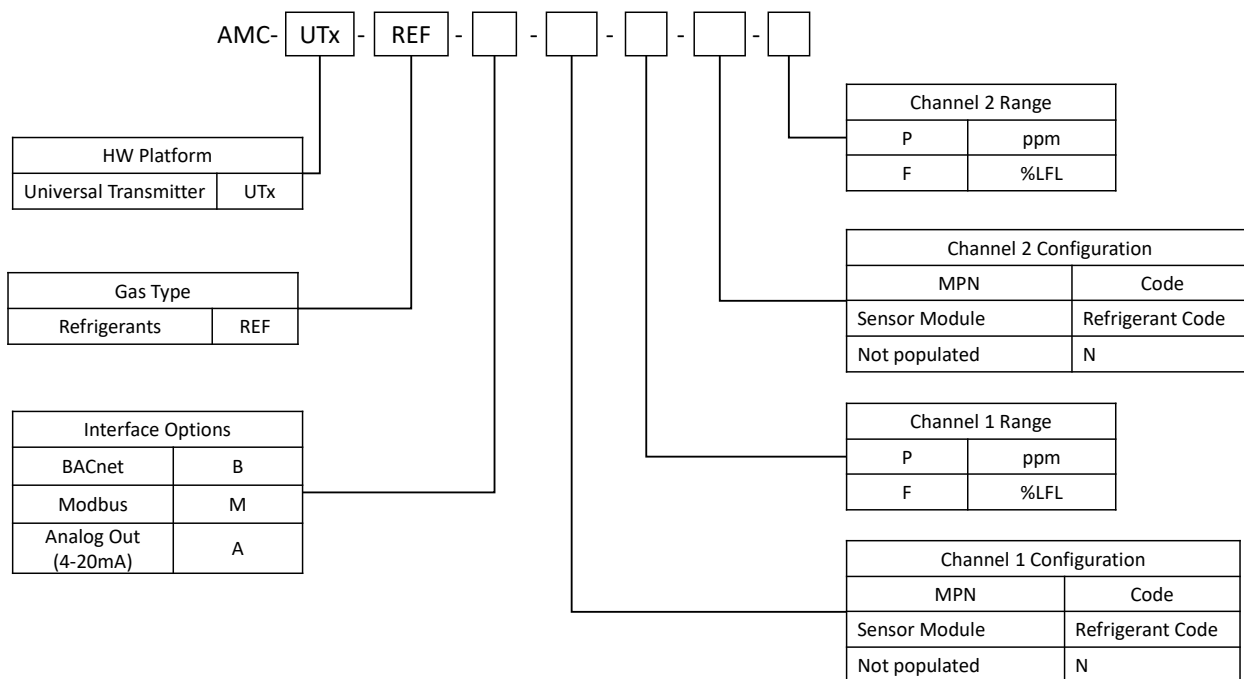 AMC- UTx - REF - - - - -
HW Platform
Universal Transmitter UTx
Gas Type
Refrigerants REF
Interface Options
BACnet B
Modbus M
Analog Out
(4-20mA) A
Channel 2 Range
P ppm
F %LFL
Channel 2 Configuration
MPN Code
Sensor Module Refrigerant Code
Not populated N
Channel 1 Range
P ppm
F %LFL
Channel 1 Configuration
MPN Code
Sensor Module Refrigerant Code
Not populated N